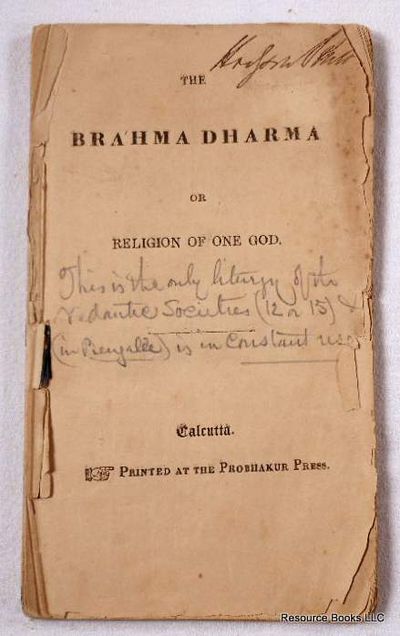 THE
BRAHMA DHARMA
OR
RELIGION OF ONE GOD.
This is the only liturgy of the
Vedantic Societies (12 or 15) &
(in Bengallee) is in Constant use
Calcutta.
PRINTED AT THE PROBHAKUR PRESS.
Resource Books LLC